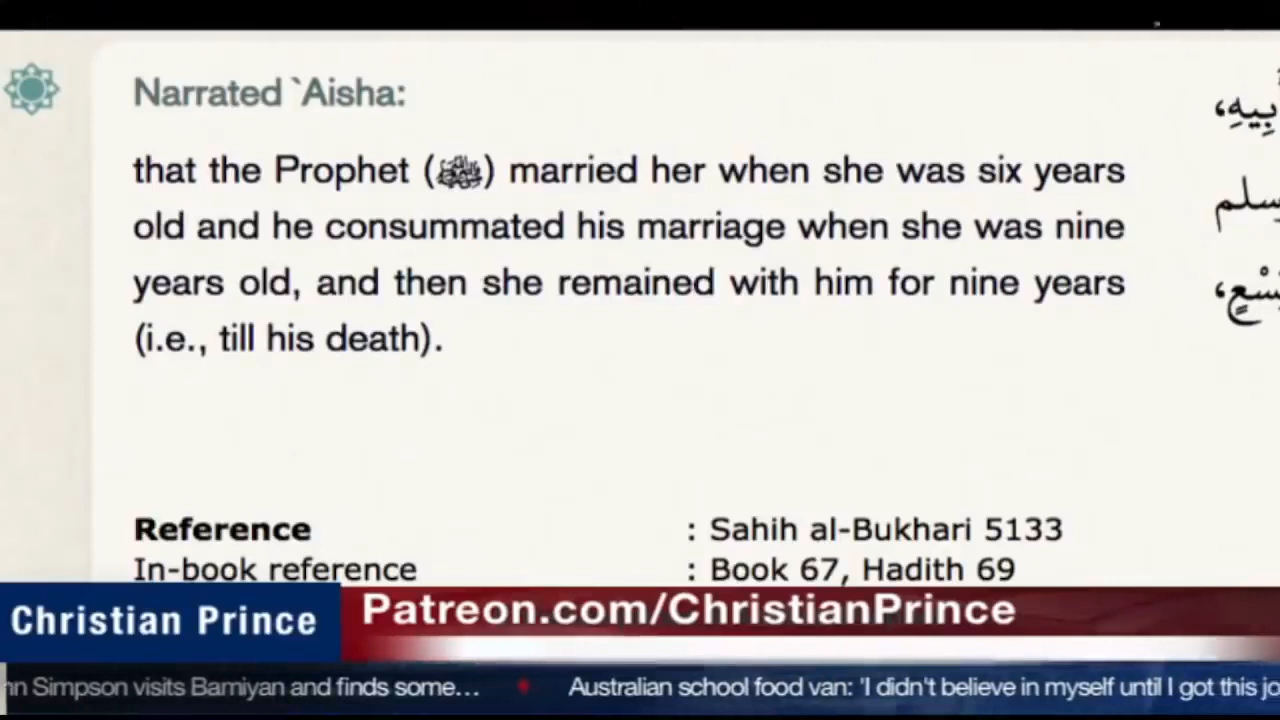 Narrated `Aisha:
that the Prophet (ﷺ) married her when she was six years
old and he consummated his marriage when she was nine
years old, and then she remained with him for nine years
(i.e., till his death).
أَبِيهِ،
Reference : Sahih al-Bukhari 5133
In-book reference : Book 67, Hadith 69
Christian Prince
Patreon.com/ChristianPrince
Simpson visits Bamiyan and finds some... Australian school food van: 'I didn't believe in myself until I got this